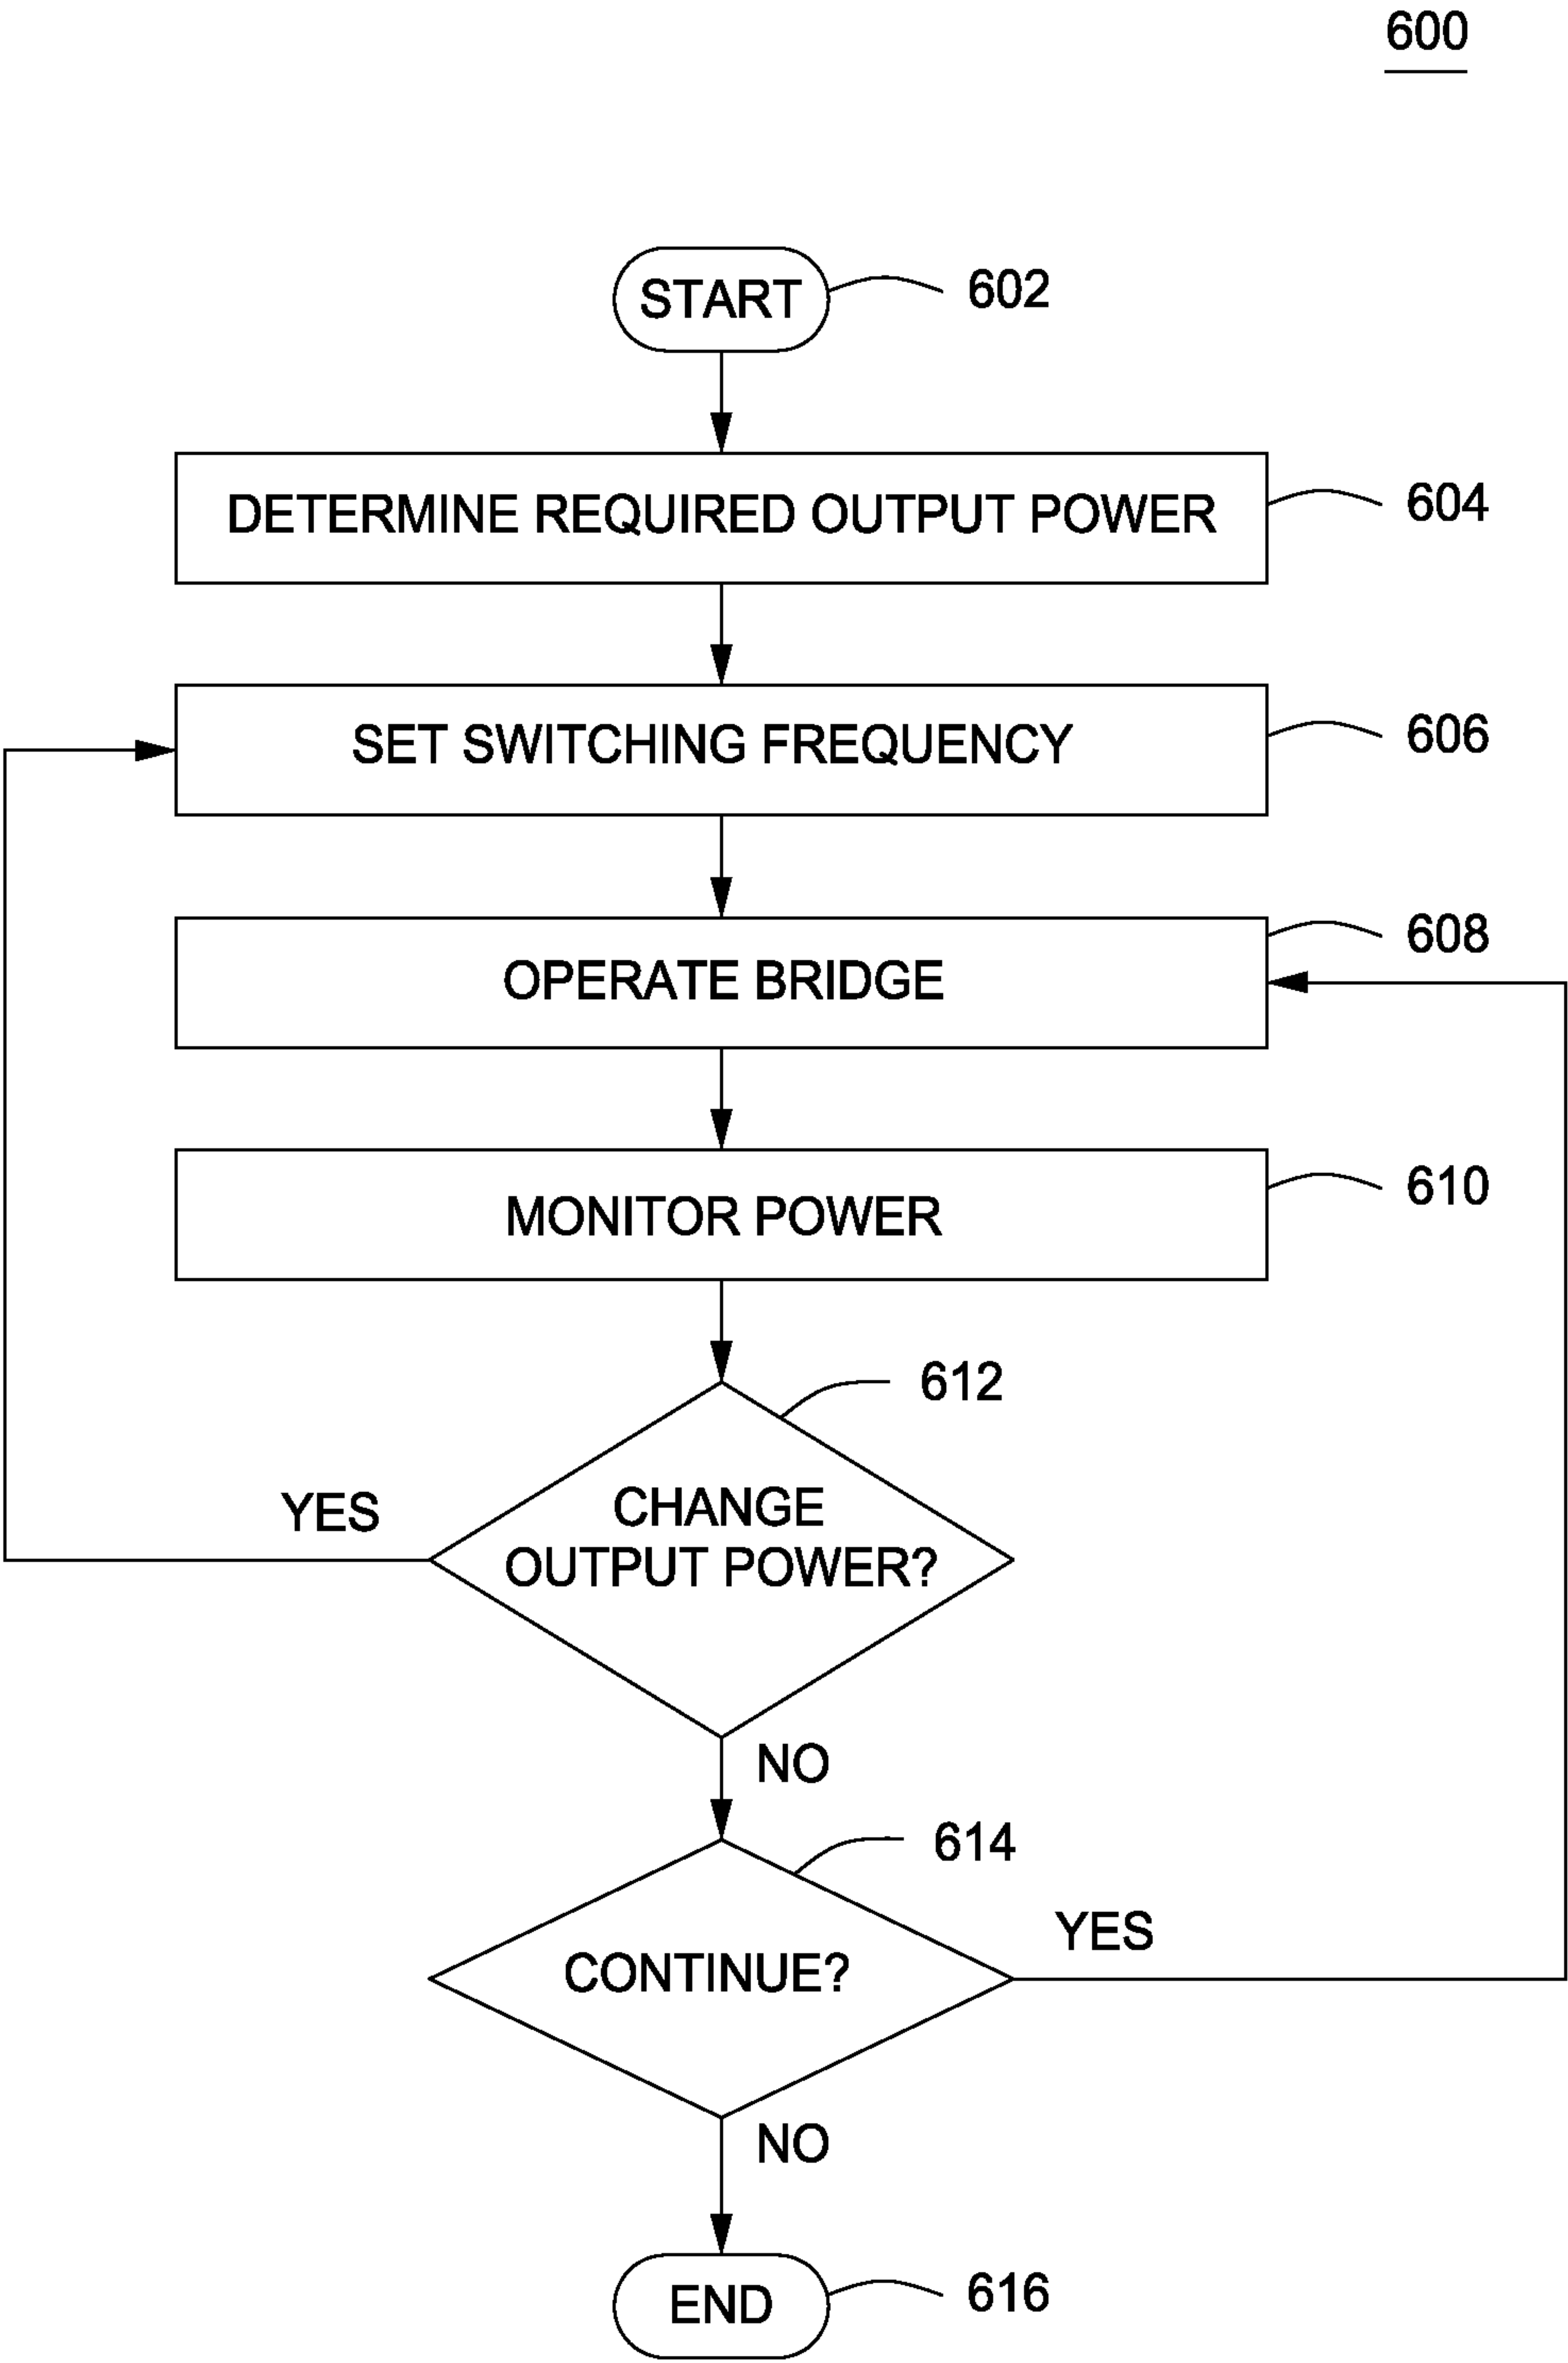 600
START
602
DETERMINE REQUIRED OUTPUT POWER
604
SET SWITCHING FREQUENCY
606
OPERATE BRIDGE
608
MONITOR POWER
610
612
CHANGE
OUTPUT POWER?
YES
NO
614
CONTINUE?
YES
NO
END
616